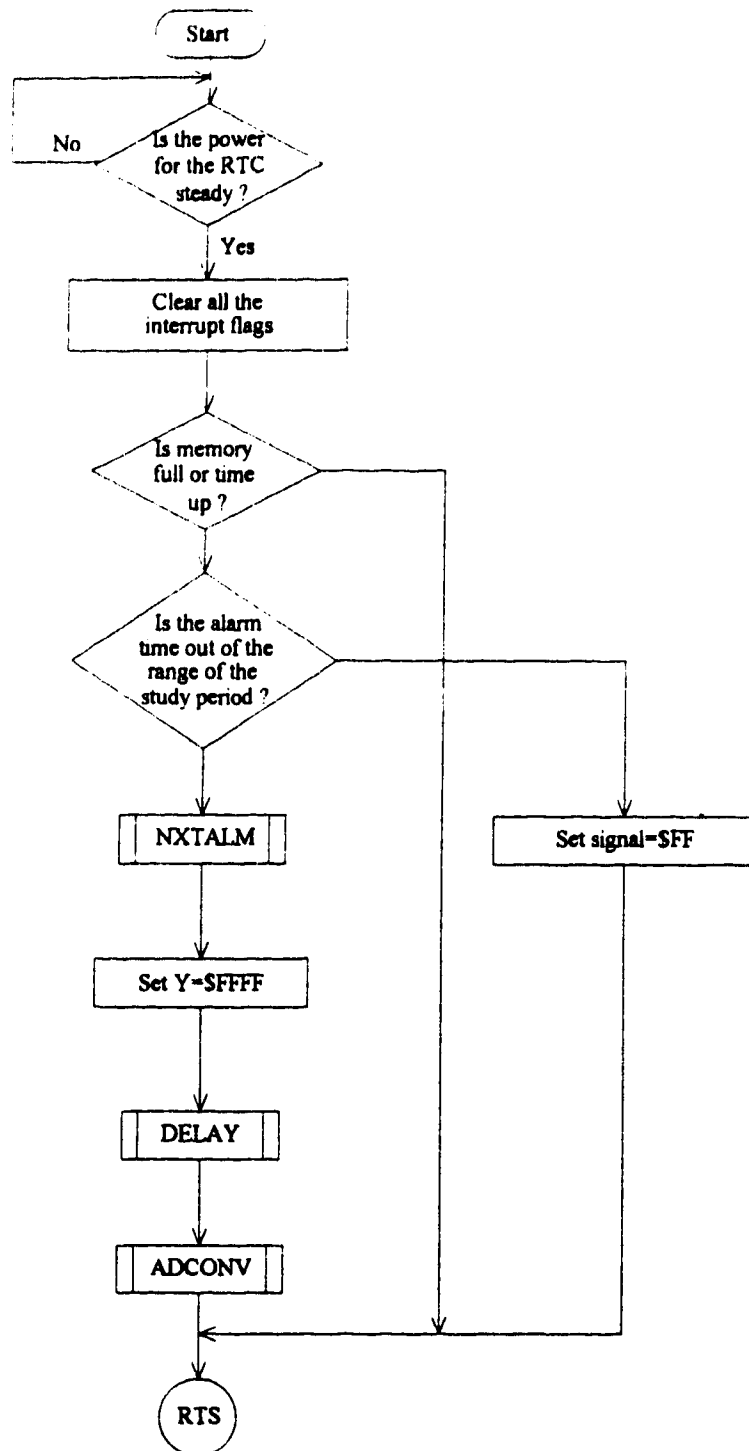 Start
No
Is the power
for the RTC
steady ?
Yes
Clear all the
interrupt flags
Is memory
full or time
up ?
Is the alarm
time out of the
range of the
study period ?
NXTALM
Set signal=$FF
Set Y=$FFFF
DELAY
ADCONV
RTS